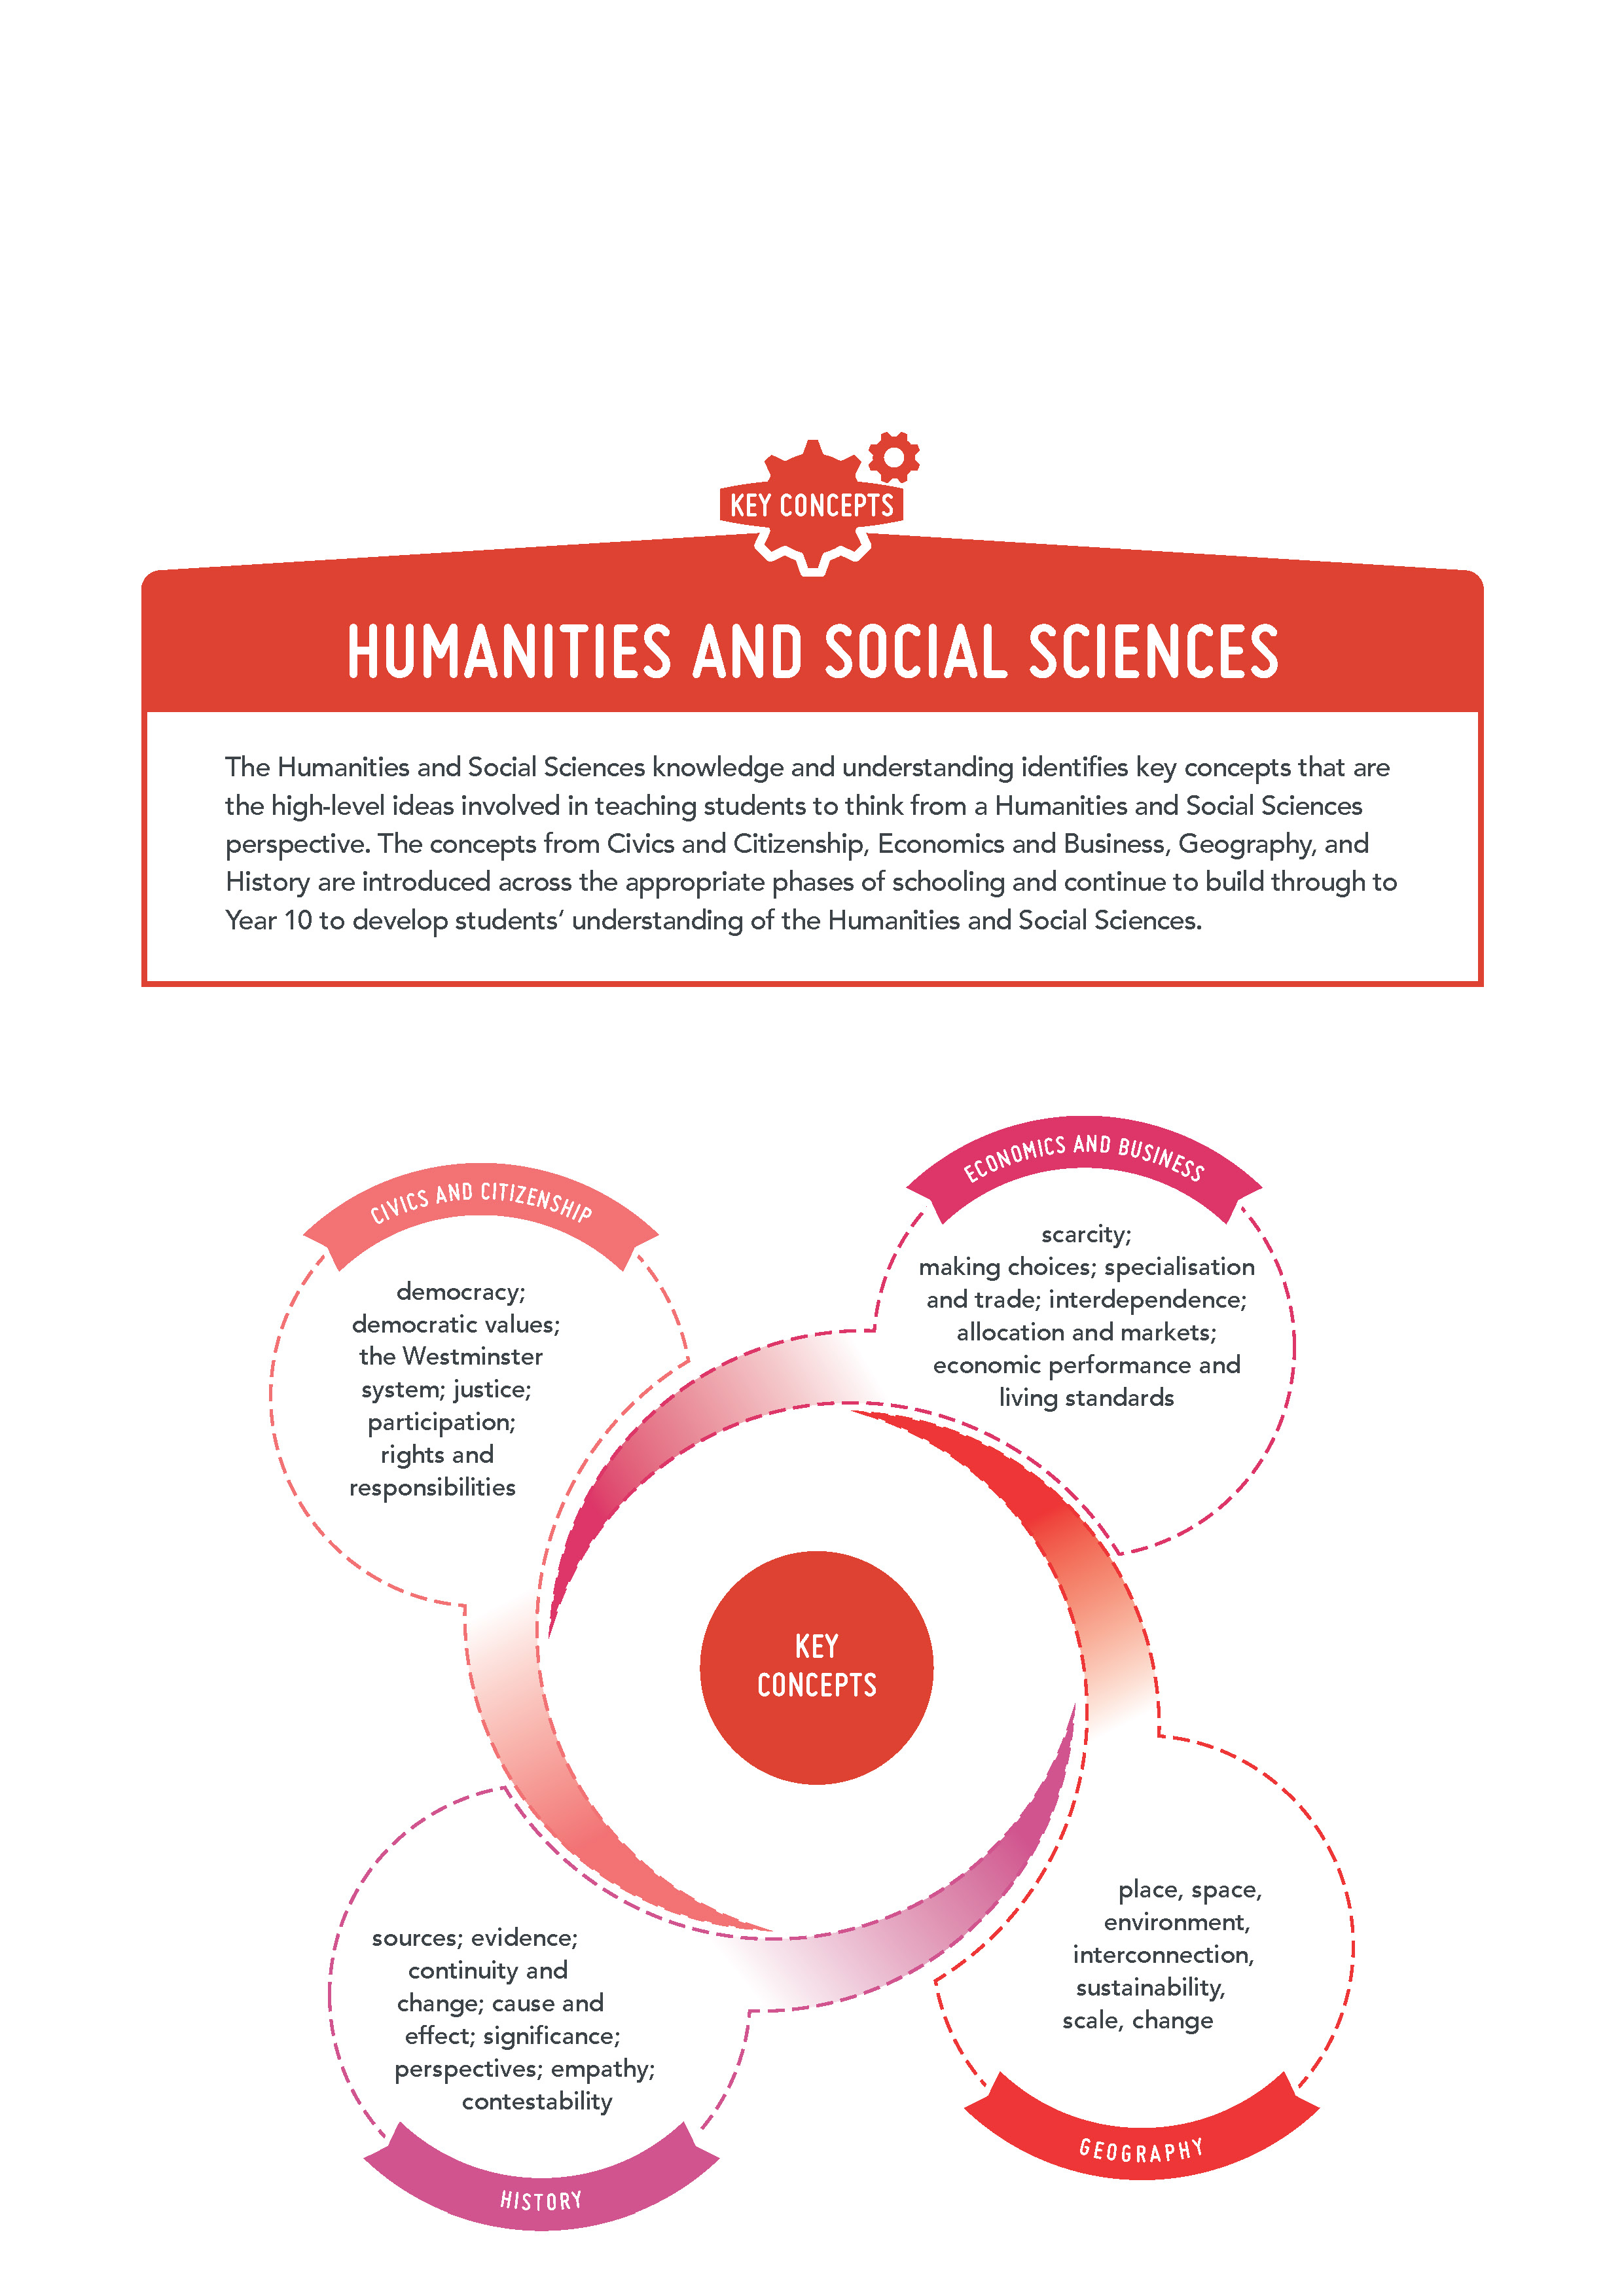 KEY CONCEPTS
HUMANITIES AND SOCIAL SCIENCES
The Humanities and Social Sciences knowledge and understanding identifies key concepts that are
the high-level ideas involved in teaching students to think from a Humanities and Social Sciences
perspective. The concepts from Civics and Citizenship, Economics and Business, Geography, and
History are introduced across the appropriate phases of schooling and continue to build through to
Year 10 to develop students’ understanding of the Humanities and Social Sciences.
CIVICS AND CITIZENSHIP
democracy;
democratic values;
the Westminster
system; justice;
participation;
rights and
responsibilities
ECONOMICS AND BUSINESS
scarcity;
making choices; specialisation
and trade; interdependence;
allocation and markets;
economic performance and
living standards
KEY
CONCEPTS
sources; evidence;
continuity and
change; cause and
effect; significance;
perspectives; empathy;
contestability
HISTORY
place, space,
environment,
interconnection,
sustainability,
scale, change
GEOGRAPHY